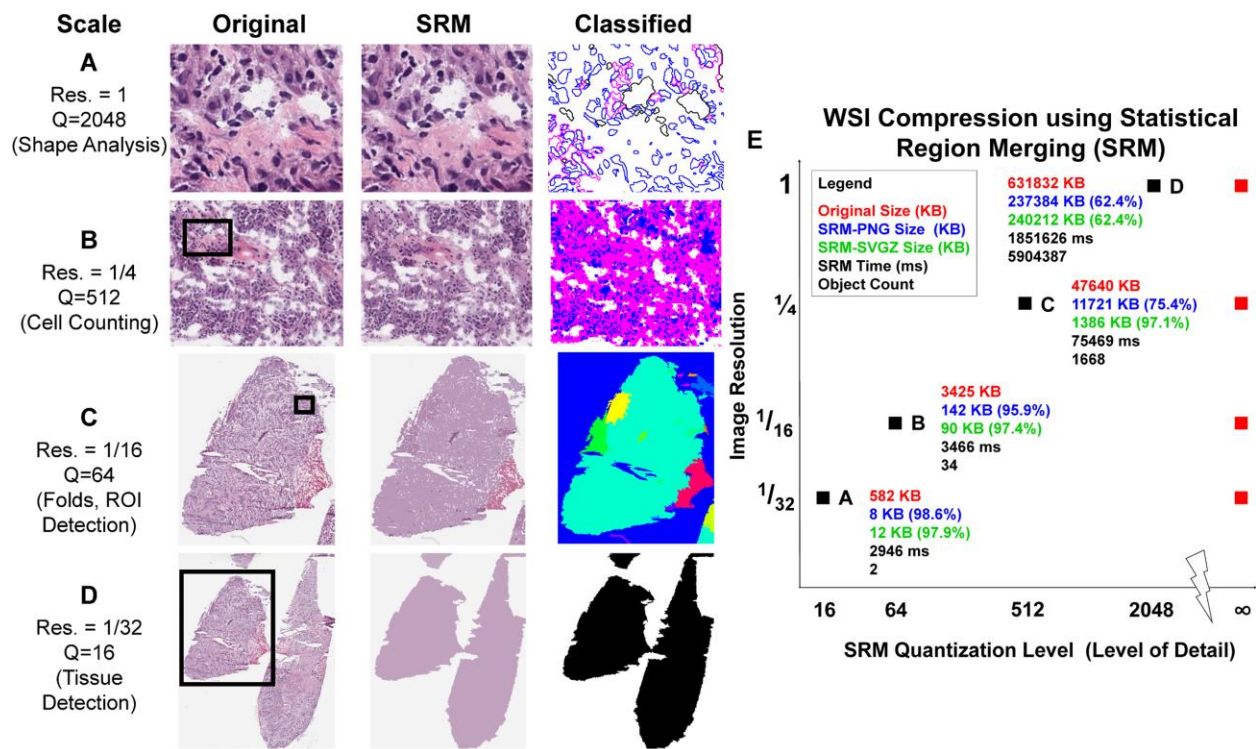 Scale
Original
SRM
Classified
A
Res. = 1
Q=2048
(Shape Analysis)
B
Res. = 1/4
Q=512
(Cell Counting)
C
Res. = 1/16
Q=64
(Folds, ROI
Detection)
D
Res. = 1/32
Q=16
(Tissue
Detection)
E
WSI Compression using Statistical
Region Merging (SRM)
Legend
Original Size (KB)
SRM-PNG Size (KB)
SRM-SVGZ Size (KB)
SRM Time (ms)
Object Count
Image Resolution
1
1/4
1/16
1/32
631832 KB
237384 KB (62.4%)
240212 KB (62.4%)
1851626 ms
5904387
D
47640 KB
11721 KB (75.4%)
1386 KB (97.1%)
75469 ms
1668
C
3425 KB
142 KB (95.9%)
90 KB (97.4%)
3466 ms
34
B
582 KB
8 KB (98.6%)
12 KB (97.9%)
2946 ms
2
A
16
64
512
2048
∞
SRM Quantization Level (Level of Detail)